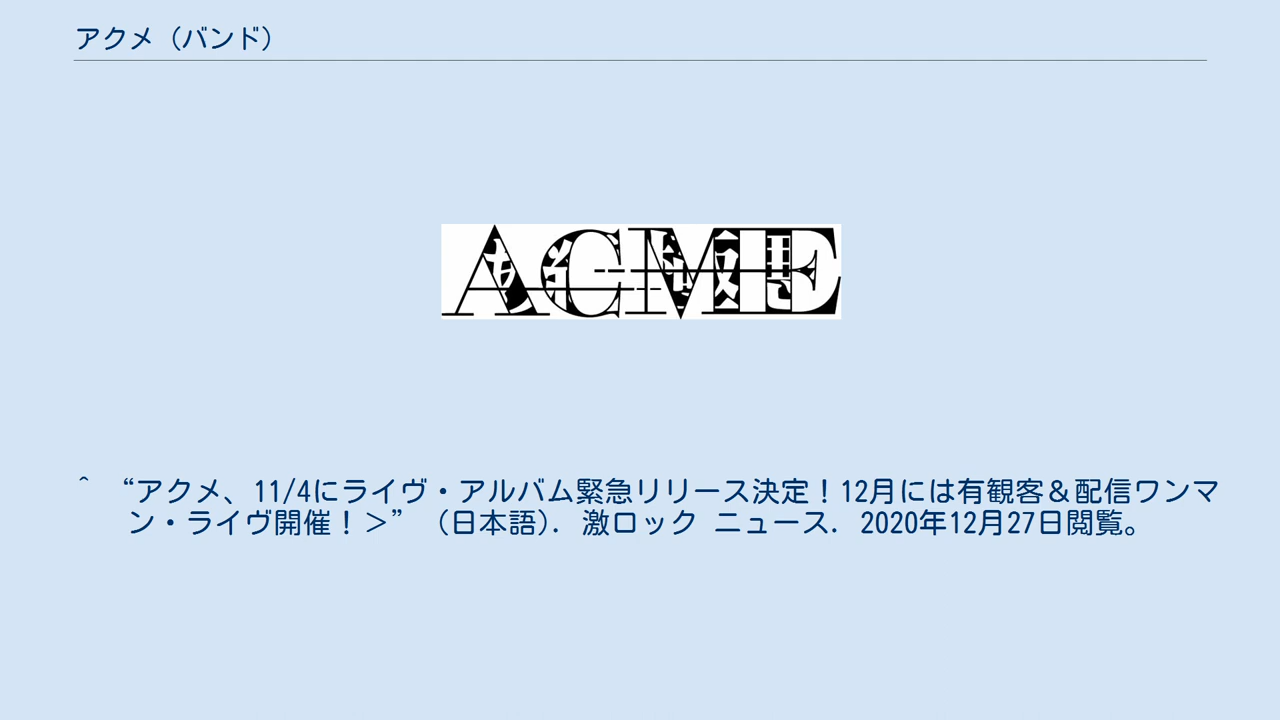 アクメ（バンド）
ACME
^ “アクメ、11/4にライヴ・アルバム緊急リリース決定！12月には有観客＆配信ワンマ
ン・ライヴ開催！＞” （日本語). 激ロック ニュース. 2020年12月27日閲覧。